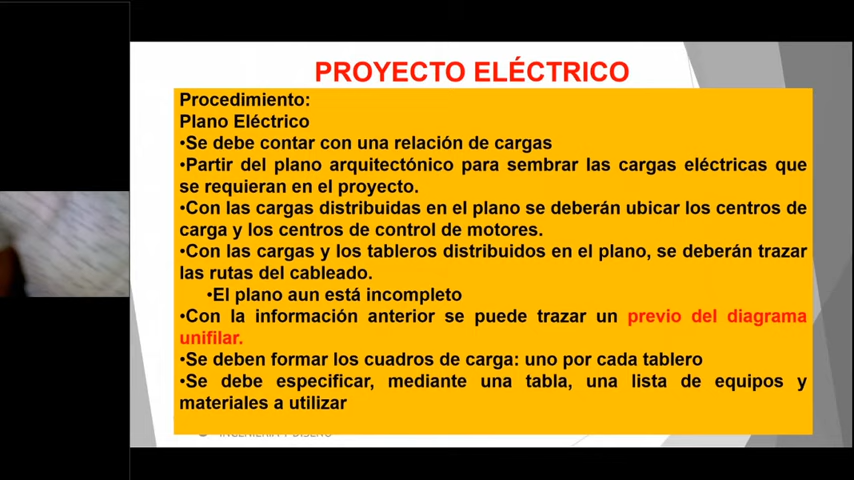 PROYECTO ELÉCTRICO
Procedimiento:
Plano Eléctrico
•Se debe contar con una relación de cargas
•Partir del plano arquitectónico para sembrar las cargas eléctricas que
se requieran en el proyecto.
•Con las cargas distribuidas en el plano se deberán ubicar los centros de
carga y los centros de control de motores.
•Con las cargas y los tableros distribuidos en el plano, se deberán trazar
las rutas del cableado.
•El plano aun está incompleto
•Con la información anterior se puede trazar un previo del diagrama
unifilar.
•Se deben formar los cuadros de carga: uno por cada tablero
•Se debe especificar, mediante una tabla, una lista de equipos y
materiales a utilizar
INGENIERIA Y DISEÑO